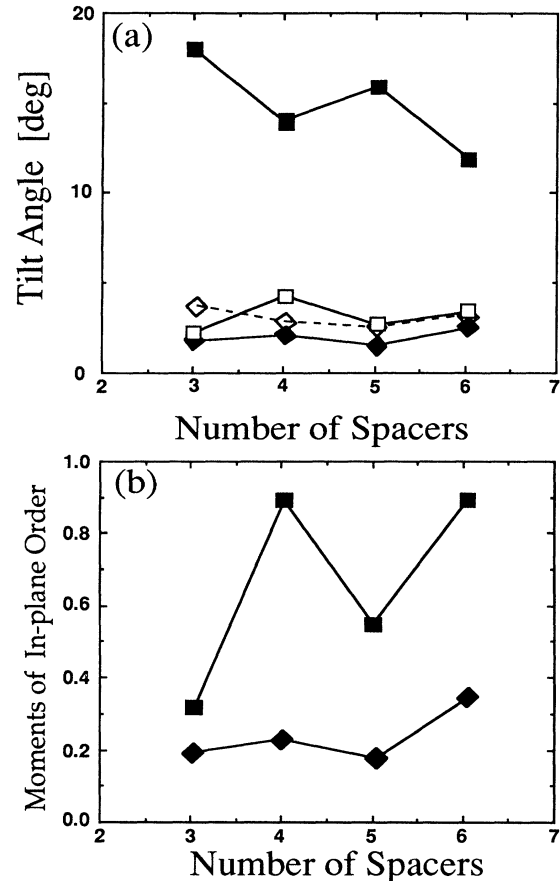 (a)
Tilt Angle [deg]
20
10
0
2 3 4 5 6 7
Number of Spacers
(b)
Moments of In-plane Order
1.0
0.8
0.6
0.4
0.2
0.0
2 3 4 5 6 7
Number of Spacers